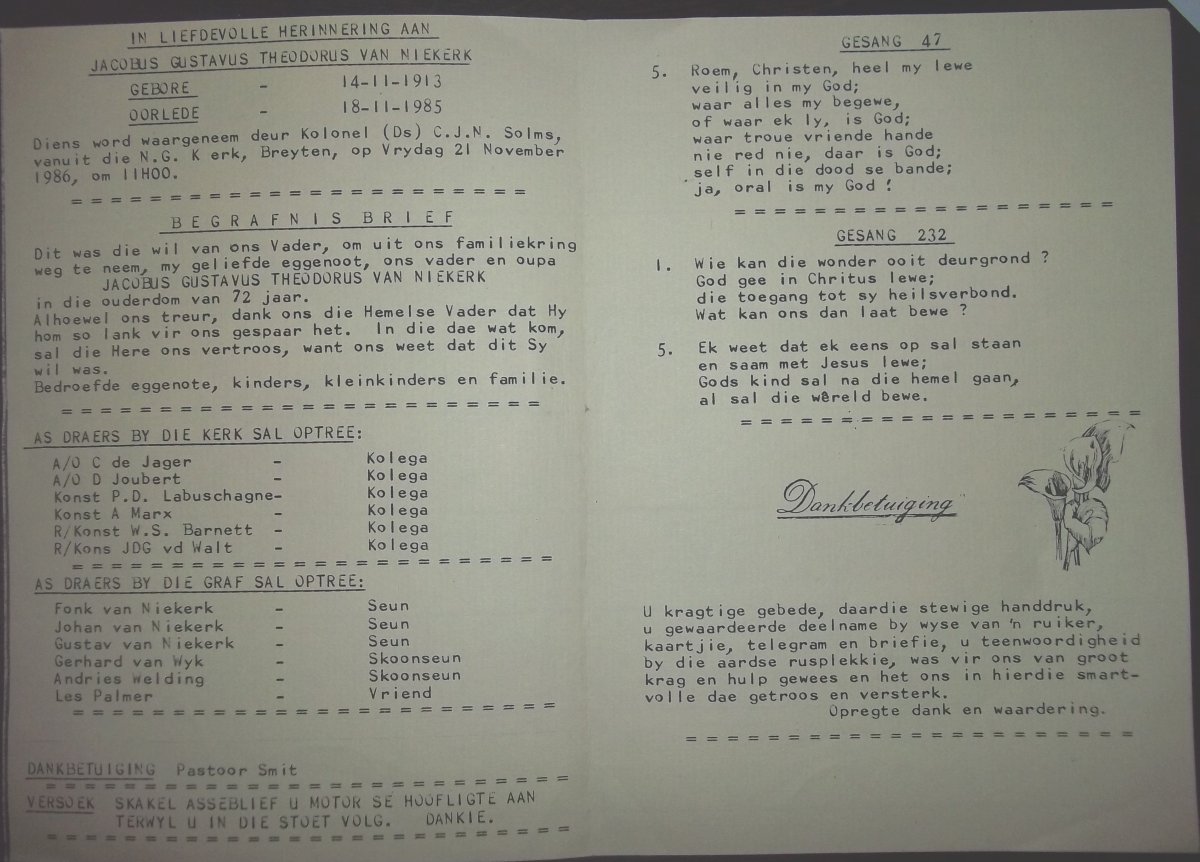 IN LIEFDEVOLLE HERINNERING AAN
JACOBUS GUSTAVUS THEODORUS VAN NIEKERK
GEBORE - 14-11-1913
OORLEDE - 18-11-1985
Diens word waargeneem deur Kolonel (Ds) C.J.N. Solms,
vanuit die N.G. K erk, Breyten, op Vrydag 21 November
1986, om 11H00.
= = = = = = = = = = = = = = = = = = = = = = =
B E G R A F N I S  B R I E F
Dit was die wil van ons Vader, om uit ons familiekring
weg te neem, my geliefde eggenoot, ons vader en oupa
JACOBUS GUSTAVUS THEODORUS VAN NIEKERK
in die ouderdom van 72 jaar.
Alhoewel ons treur, dank ons die Hemelse Vader dat Hy
hom so lank vir ons gespaar het. In die dae wat kom,
sal die Here ons vertroos, want ons weet dat dit Sy
wil was.
Bedroefde eggenote, kinders, kleinkinders en familie.
= = = = = = = = = = = = = = = = = = = = = = = =
AS DRAERS BY DIE KERK SAL OPTREE:
A/O C de Jager - Kolega
A/O D Joubert - Kolega
Konst P.D. Labuschagne- Kolega
Konst A Marx - Kolega
R/Konst W.S. Barnett - Kolega
R/Kons JDG vd Walt - Kolega
= = = = = = = = = = = = = = = = = = = = = = = =
AS DRAERS BY DIE GRAF SAL OPTREE:
Fonk van Niekerk - Seun
Johan van Niekerk - Seun
Gustav van Niekerk - Seun
Gerhard van Wyk - Skoonseun
Andries Welding - Skoonseun
Les Palmer - Vriend
= = = = = = = = = = = = = = = = = = = = = = = =
DANKBETUIGING Pastoor Smit
= = = = = = = = = = = = = = = = = = = = = = = = =
VERSOEK SKAKEL ASSEBLIEF U MOTOR SE HOOFLIGTE AAN
TERWYL U IN DIE STOET VOLG. DANKIE.
= = = = = = = = = = = = = = = = = = = = = = = = =
GESANG 47
5. Roem, Christen, heel my lewe
veilig in my God;
waar alles my begewe,
of waar ek ly, is God;
waar troue vriende hande
nie red nie, daar is God;
self in die dood se bande;
ja, oral is my God !
= = = = = = = = = = = = = = = = = = =
GESANG 232
1. Wie kan die wonder ooit deurgrond ?
God gee in Chritus lewe;
die toegang tot sy heilsverbond.
Wat kan ons dan laat bewe ?
5. Ek weet dat ek eens op sal staan
en saam met Jesus lewe;
Gods kind sal na die hemel gaan,
al sal die wêreld bewe.
= = = = = = = = = = = = = = = = = = = =
Dankbetuiging
U kragtige gebede, daardie stewige handdruk,
u gewaardeerde deelname by wyse van 'n ruiker,
kaartjie, telegram en briefie, u teenwoordigheid
by die aardse rusplekkie, was vir ons van groot
krag en hulp gewees en het ons in hierdie smart-
volle dae getroos en versterk.
Opregte dank en waardering.
= = = = = = = = = = = = = = = = = = = = = =